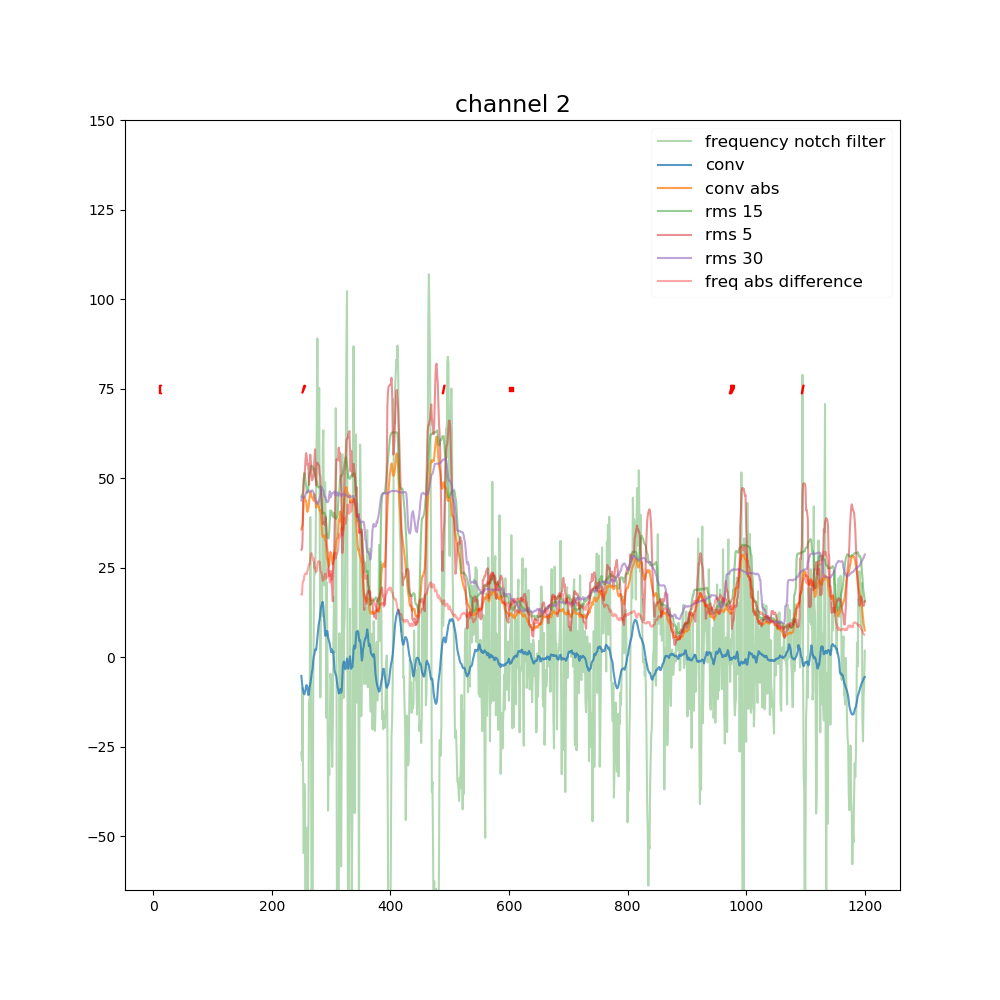 channel 2
150
125
100
75
50
25
0
−25
−50
0 200 400 600 800 1000 1200
frequency notch filter
conv
conv abs
rms 15
rms 5
rms 30
freq abs difference
[ / / . , /